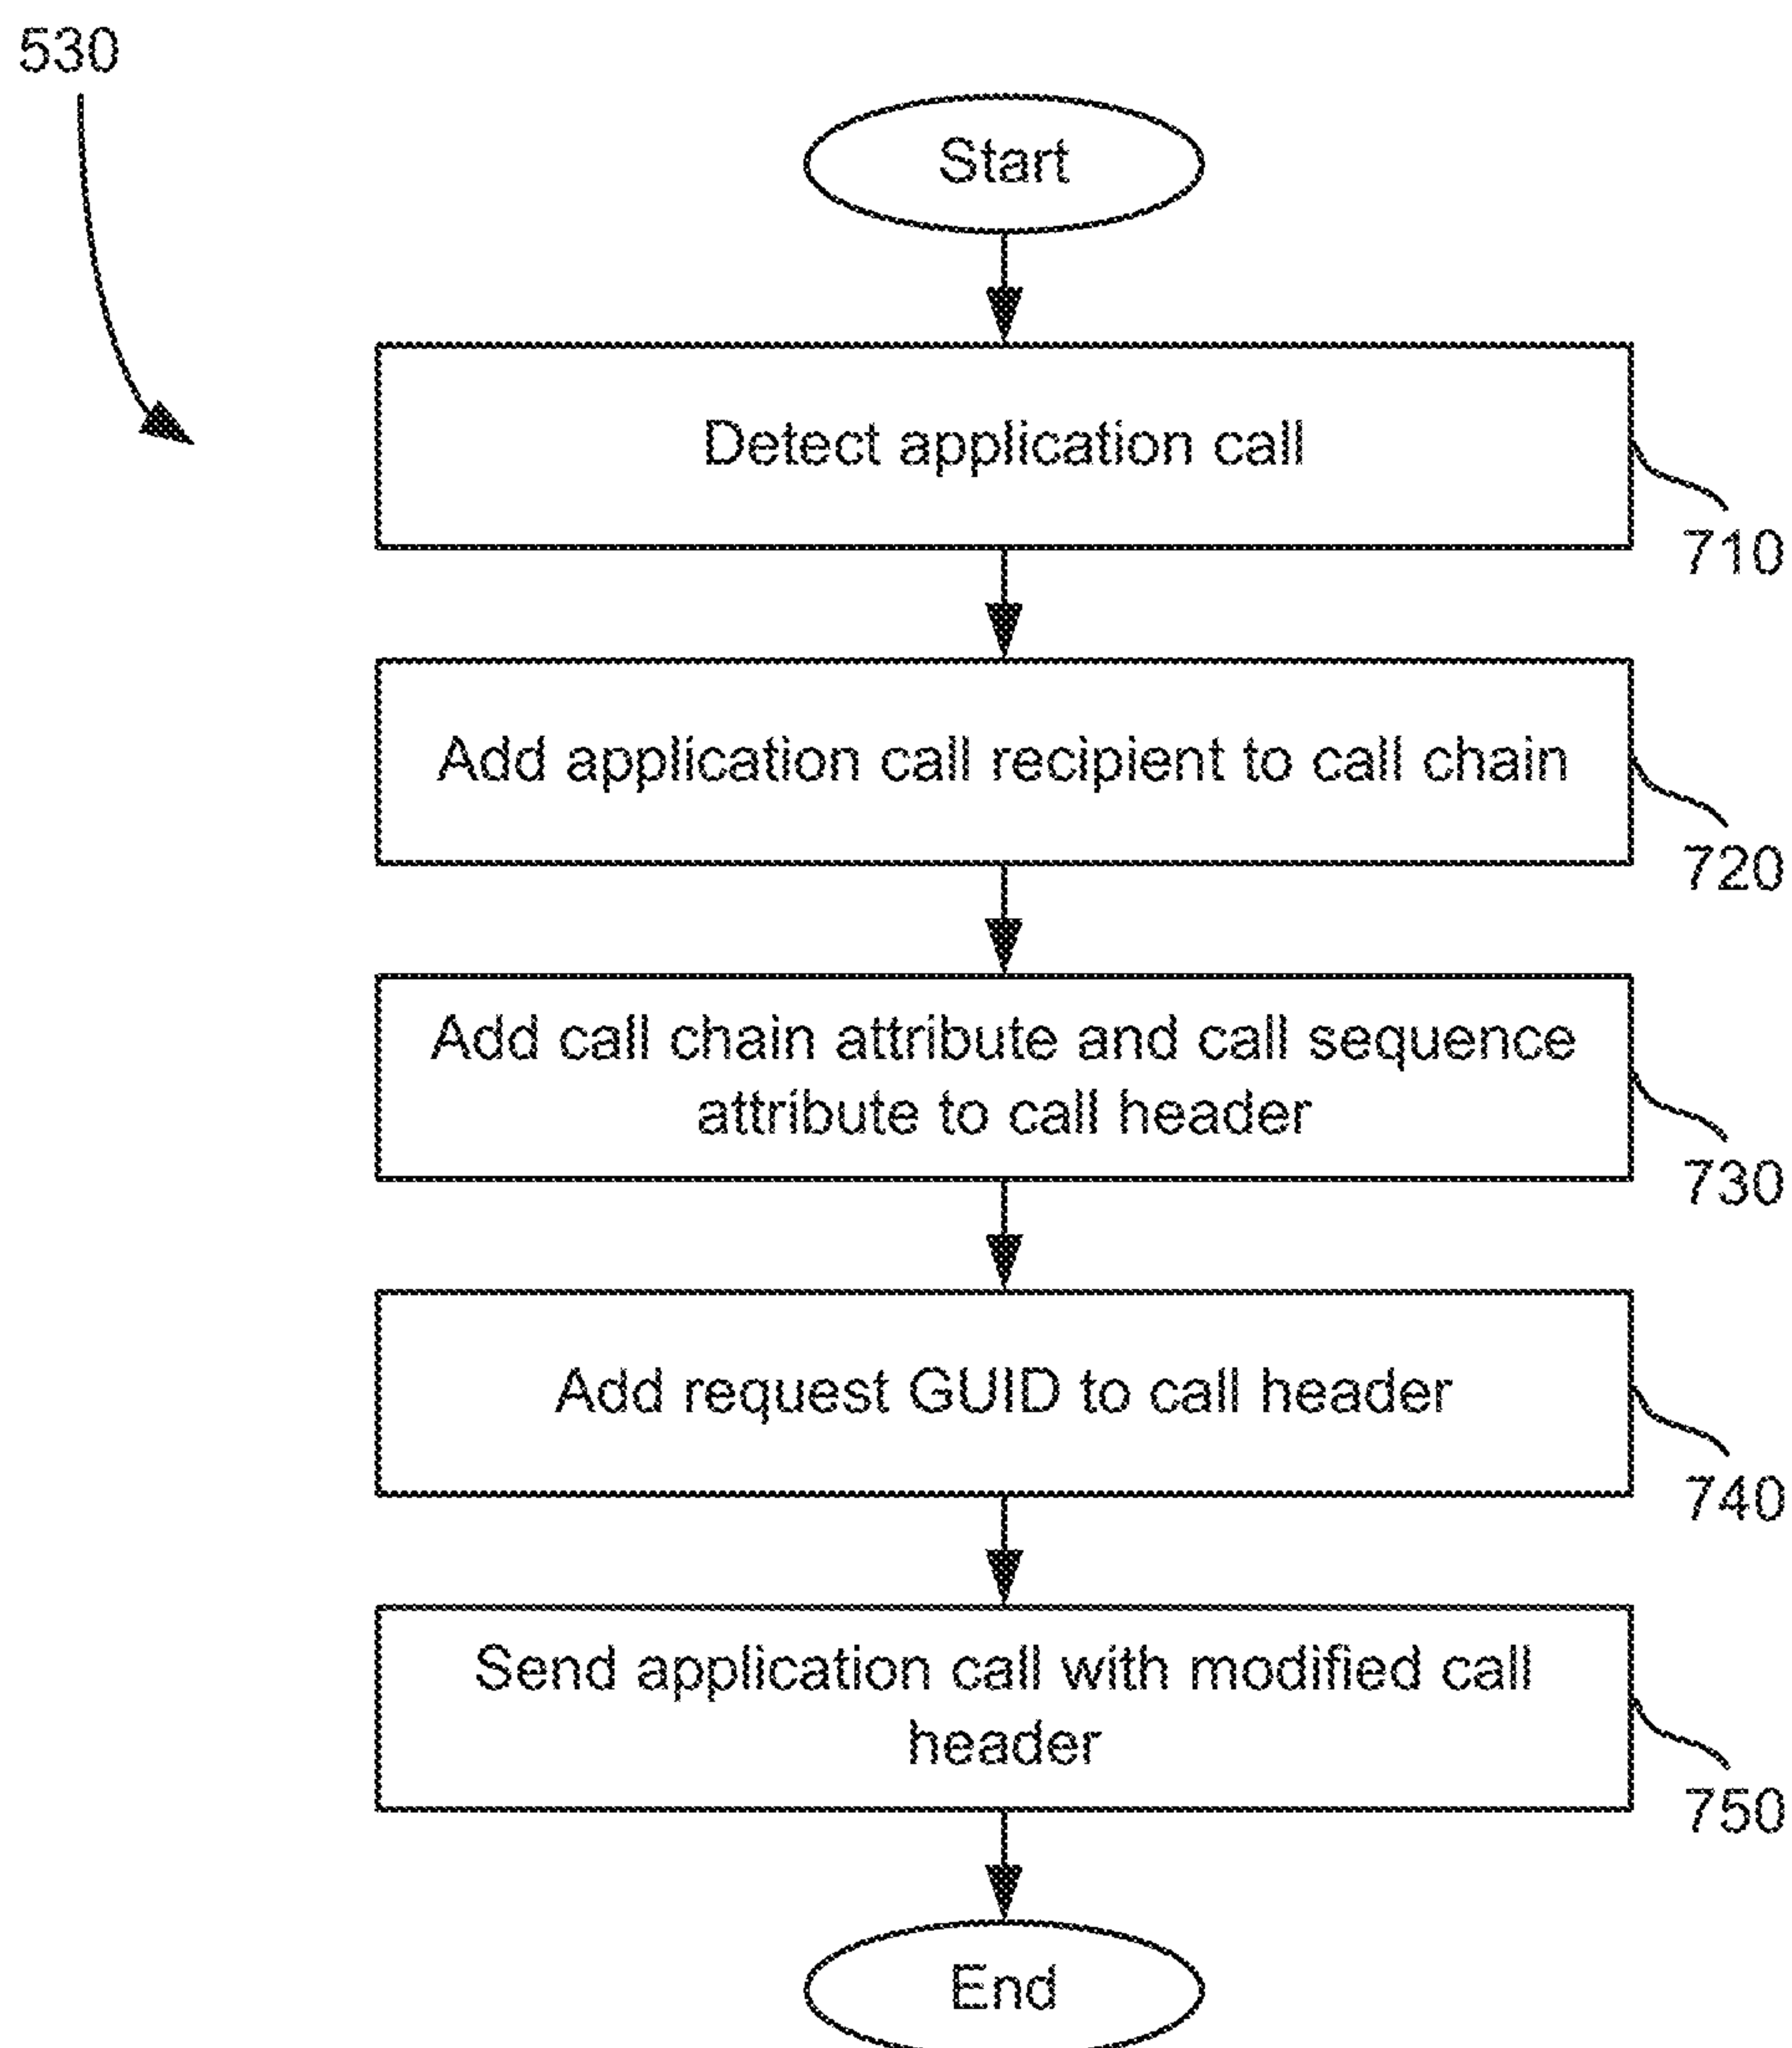 530
Start
Detect application call
710
Add application call recipient to call chain
720
Add call chain attribute and call sequence
attribute to call header
730
Add request GUID to call header
740
Send application call with modified call
header
750
End